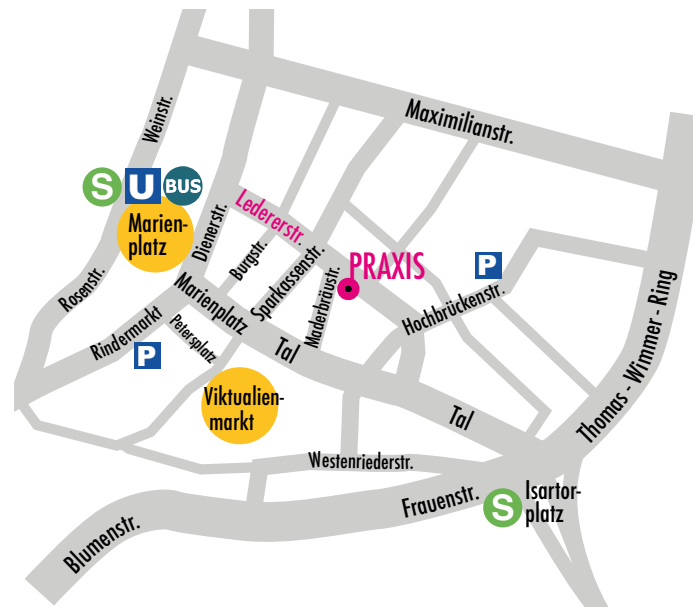 Maximilianstr.
Weinstr.
S
U
BUS
Ledererstr.
Marien-
platz
Dienerstr.
Burgstr.
Sparkassenstr.
Maderbräustr.
PRAXIS
P
Hochbrückenstr.
Thomas - Wimmer - Ring
Rosenstr.
Marienplatz
Rindermarkt
Petersplatz
P
Tal
Viktualien-
markt
Tal
Westenriederstr.
Frauenstr.
S
Isartor-
platz
Blumenstr.